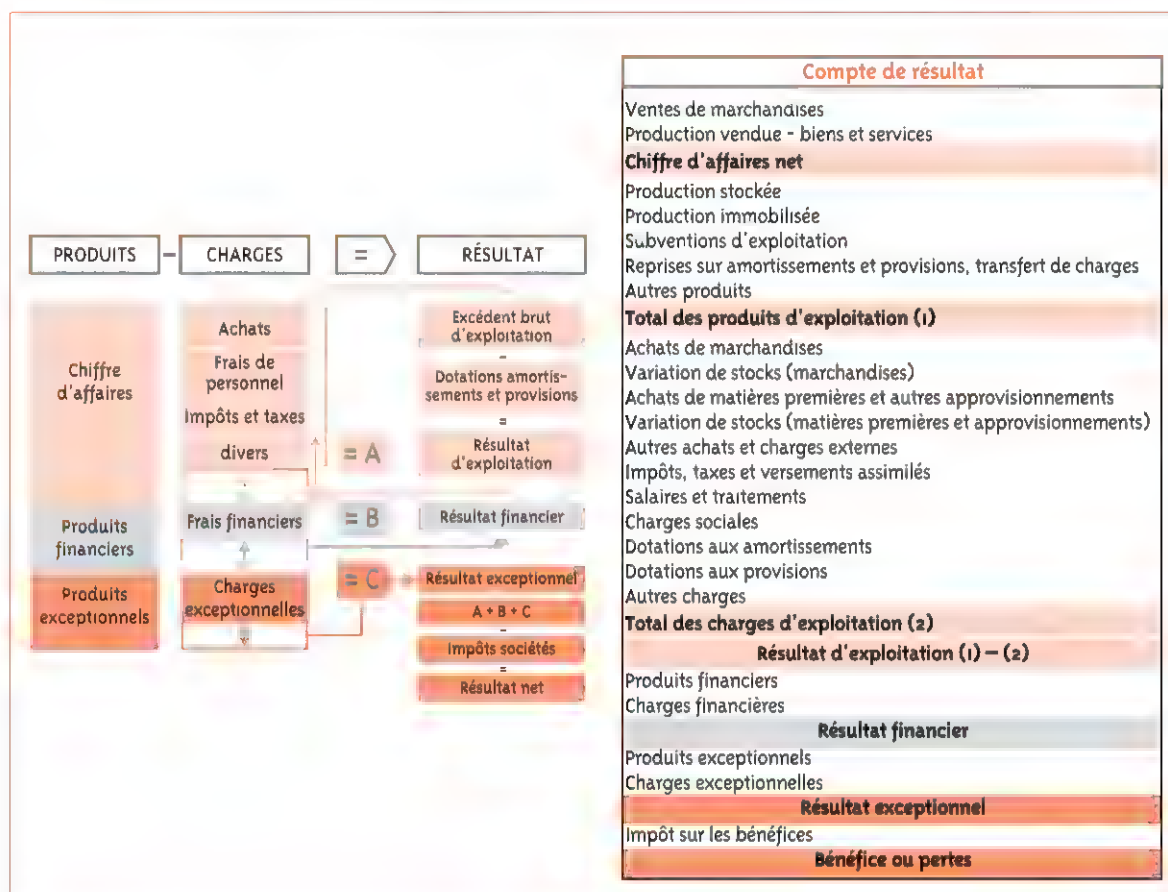 PRODUITS
–
CHARGES
=
RÉSULTAT
Chiffre
d'affaires
Produits
financiers
Produits
exceptionnels
Achats
Frais de
personnel
Impôts et taxes
divers
Frais financiers
Charges
exceptionnelles
= A
= B
= C
Excédent brut
d'exploitation
-
Dotations amortis-
sements et provisions
=
Résultat
d'exploitation
Résultat financier
Résultat exceptionnel
A + B + C
-
Impôts sociétés
=
Résultat net
Compte de résultat
Ventes de marchandises
Production vendue - biens et services
Chiffre d'affaires net
Production stockée
Production immobilisée
Subventions d'exploitation
Reprises sur amortissements et provisions, transfert de charges
Autres produits
Total des produits d'exploitation (1)
Achats de marchandises
Variation de stocks (marchandises)
Achats de matières premières et autres approvisionnements
Variation de stocks (matières premières et approvisionnements)
Autres achats et charges externes
Impôts, taxes et versements assimilés
Salaires et traitements
Charges sociales
Dotations aux amortissements
Dotations aux provisions
Autres charges
Total des charges d'exploitation (2)
Résultat d'exploitation (1) – (2)
Produits financiers
Charges financières
Résultat financier
Produits exceptionnels
Charges exceptionnelles
Résultat exceptionnel
Impôt sur les bénéfices
Bénéfice ou pertes